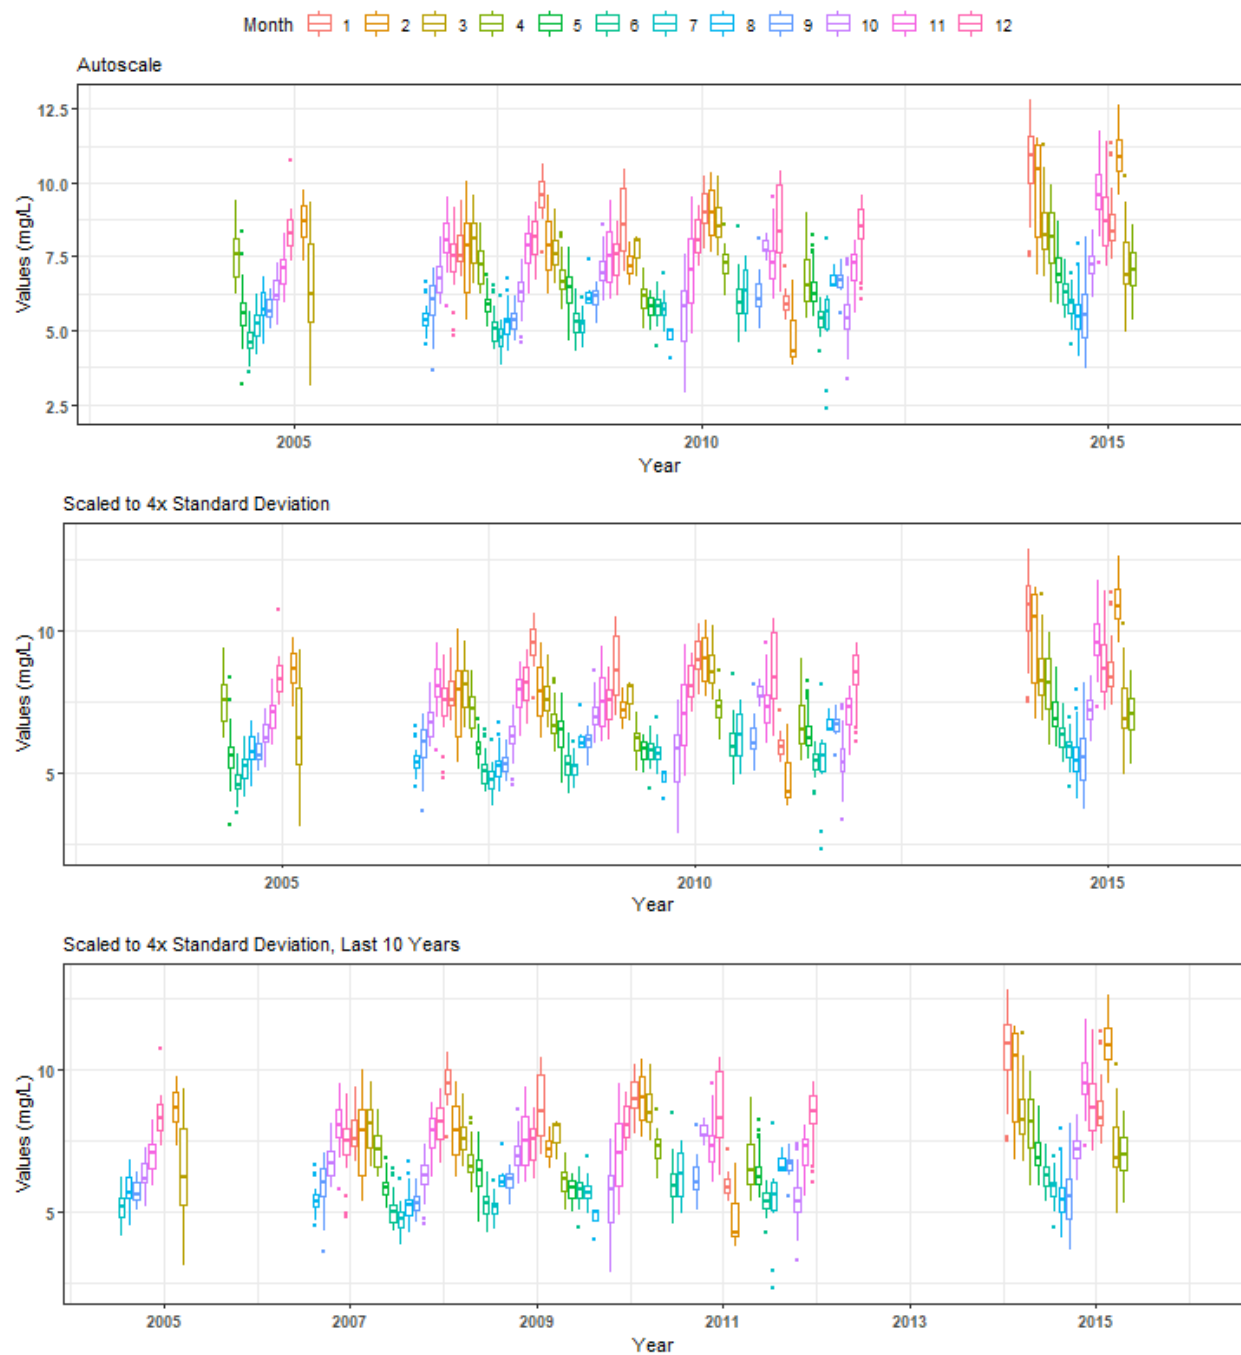 Month 1 2 3 4 5 6 7 8 9 10 11 12
Autoscale
12.5
10.0
7.5
5.0
2.5
Values (mg/L)
2005 2010 2015
Year
Scaled to 4x Standard Deviation
10
5
Values (mg/L)
2005 2010 2015
Year
Scaled to 4x Standard Deviation, Last 10 Years
10
5
Values (mg/L)
2005 2007 2009 2011 2013 2015
Year